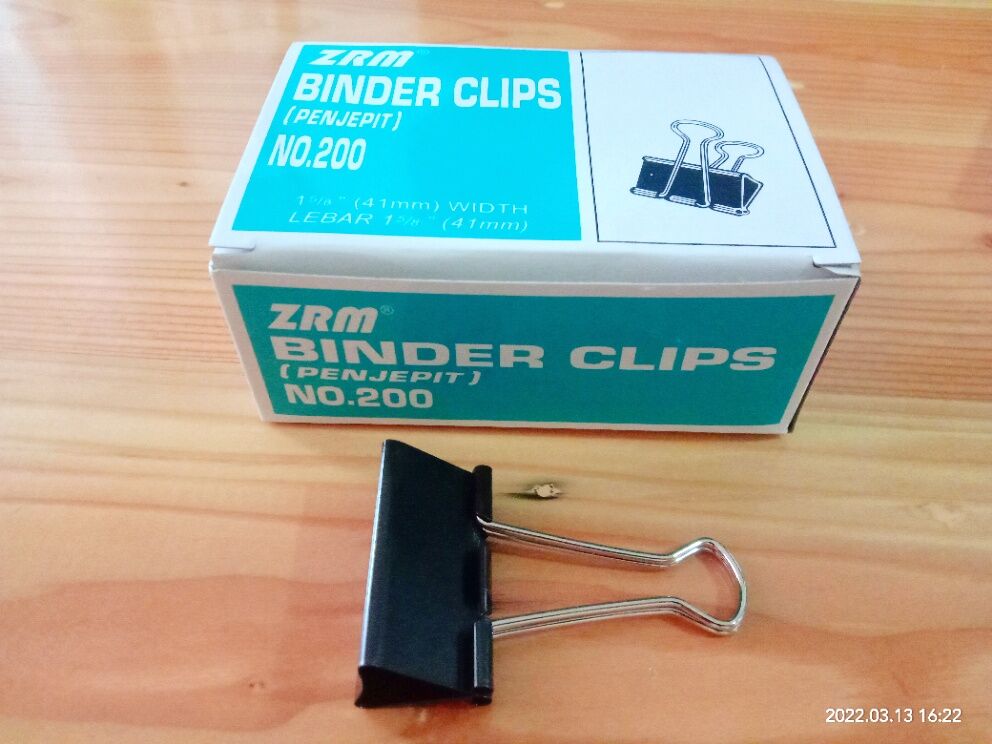 ZRM®
BINDER CLIPS
(PENJEPIT)
NO.200
1 5/8" (41mm) WIDTH
LEBAR 1 5/8" (41mm)
ZRM®
BINDER CLIPS
(PENJEPIT)
NO.200
2022.03.13 16:22